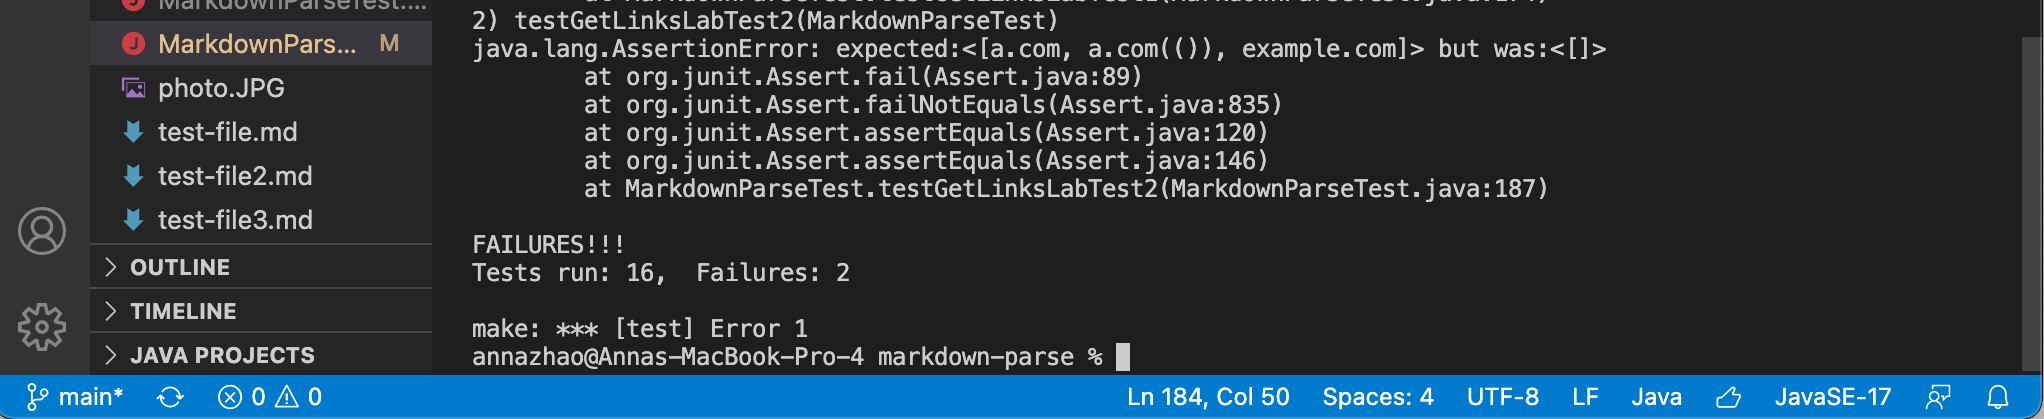 MarkdownParseTest....
MarkdownPars... M
photo.JPG
test-file.md
test-file2.md
test-file3.md
OUTLINE
TIMELINE
JAVA PROJECTS
2) testGetLinksLabTest2(MarkdownParseTest)
java.lang.AssertionError: expected:<[a.com, a.com(()), example.com]> but was:<[]>
at org.junit.Assert.fail(Assert.java:89)
at org.junit.Assert.failNotEquals(Assert.java:835)
at org.junit.Assert.assertEquals(Assert.java:120)
at org.junit.Assert.assertEquals(Assert.java:146)
at MarkdownParseTest.testGetLinksLabTest2(MarkdownParseTest.java:187)
FAILURES!!!
Tests run: 16,  Failures: 2
make: *** [test] Error 1
annazhao@Annas-MacBook-Pro-4 markdown-parse %
main* 0 0 Ln 184, Col 50 Spaces: 4 UTF-8 LF Java JavaSE-17